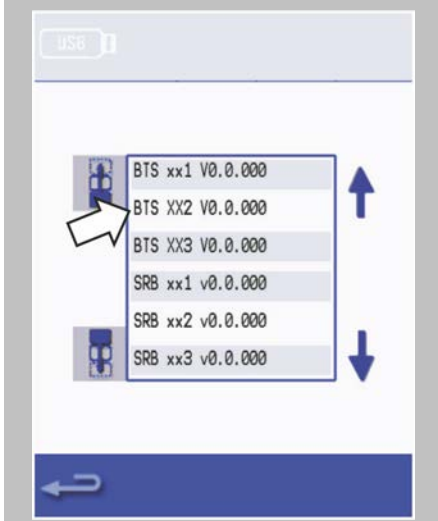 USB
BTS xx1 V0.0.000
BTS XX2 V0.0.000
BTS XX3 V0.0.000
SRB xx1 v0.0.000
SRB xx2 v0.0.000
SRB xx3 v0.0.000